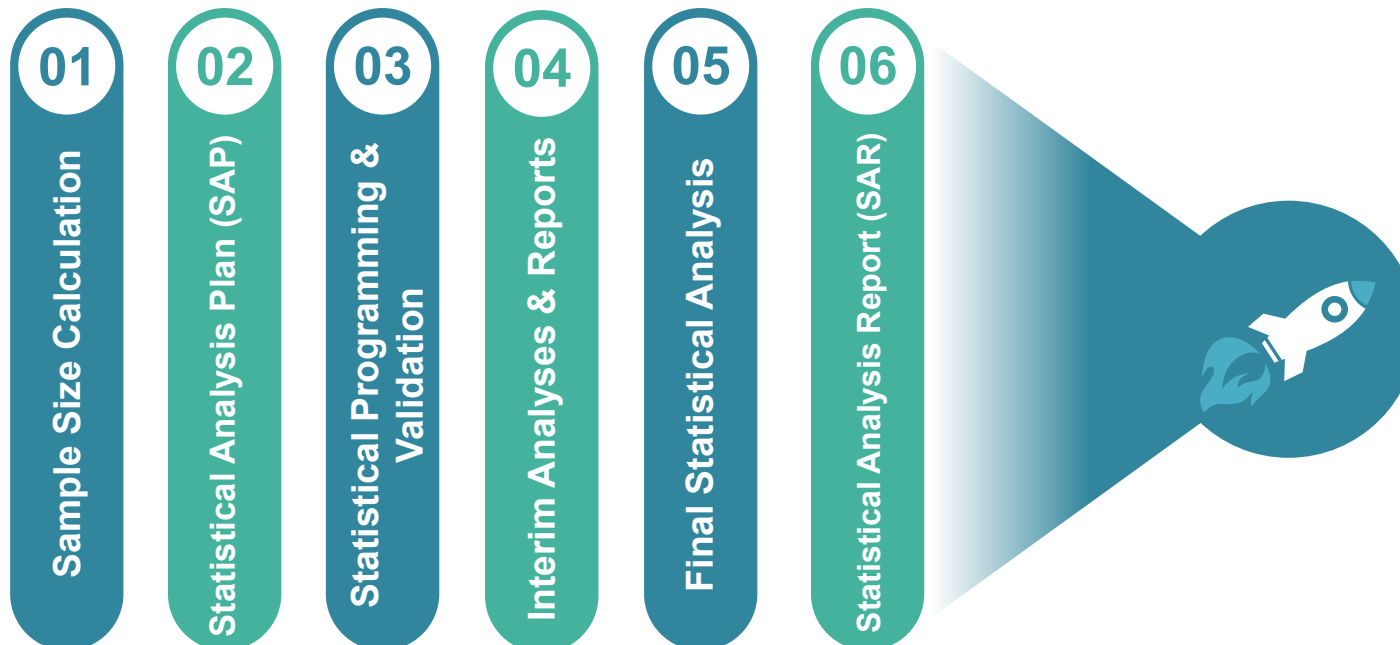 01
Sample Size Calculation
02
Statistical Analysis Plan (SAP)
03
Statistical Programming &
Validation
04
Interim Analyses & Reports
05
Final Statistical Analysis
06
Statistical Analysis Report (SAR)